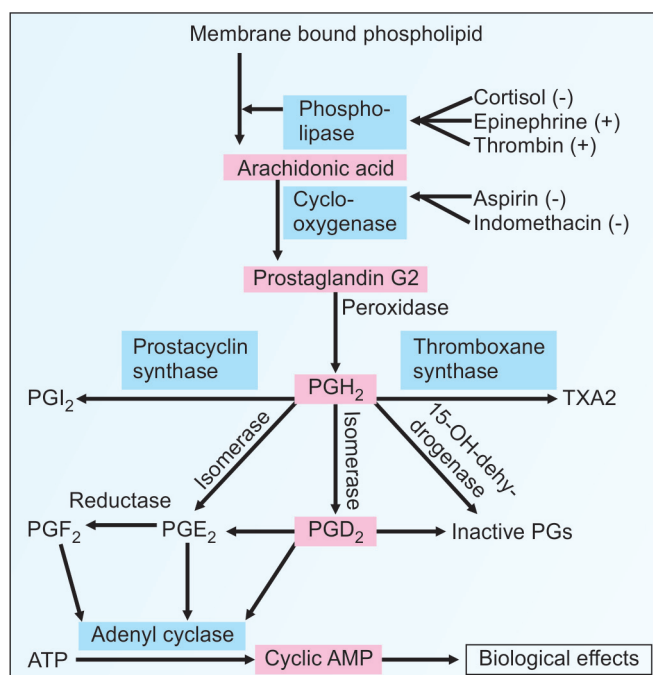 Membrane bound phospholipid
Phospho-
lipase
Cortisol (-)
Epinephrine (+)
Thrombin (+)
Arachidonic acid
Cyclo-
oxygenase
Aspirin (-)
Indomethacin (-)
Prostaglandin G2
Peroxidase
Prostacyclin
synthase
Thromboxane
synthase
PGI₂
PGH₂
TXA2
Isomerase
Isomerase
15-OH-dehy-
drogenase
Reductase
PGF₂
PGE₂
PGD₂
Inactive PGs
Adenyl cyclase
ATP
Cyclic AMP
Biological effects